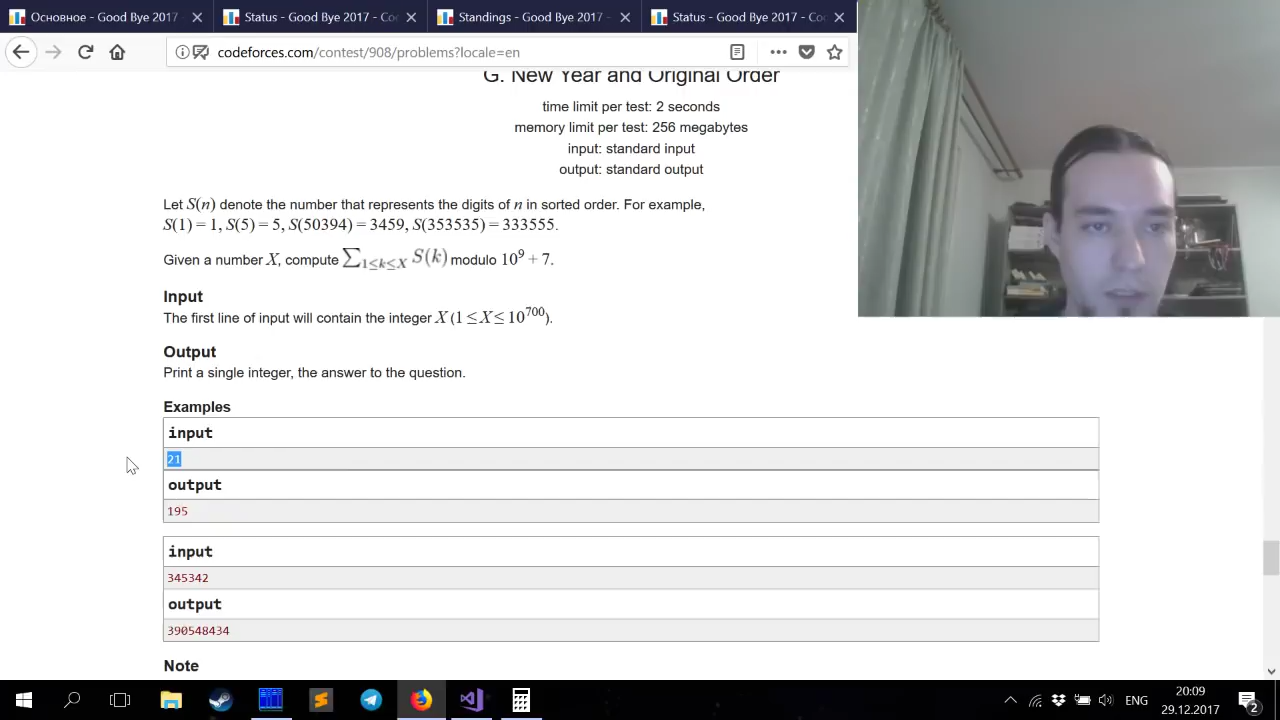 Основное - Good Bye 2017 - ×
Status - Good Bye 2017 - Co ×
Standings - Good Bye 2017 - ×
Status - Good Bye 2017 - Co ×
codeforces.com/contest/908/problems?locale=en
G. New Year and Original Order
time limit per test: 2 seconds
memory limit per test: 256 megabytes
input: standard input
output: standard output
Let S(n) denote the number that represents the digits of n in sorted order. For example,
S(1) = 1, S(5) = 5, S(50394) = 3459, S(353535) = 333555.
Given a number X, compute ∑1≤k≤X S(k) modulo 10^9 + 7.
Input
The first line of input will contain the integer X (1 ≤ X ≤ 10^700).
Output
Print a single integer, the answer to the question.
Examples
input
21
output
195
input
345342
output
390548434
Note
ENG
20:09
29.12.2017
2